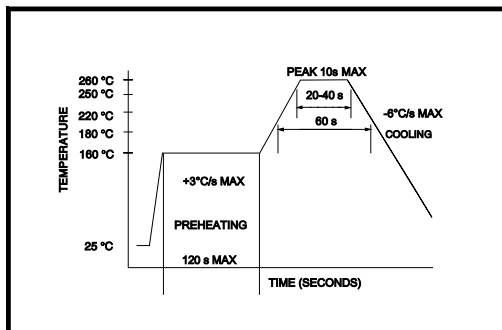 PEAK 10s MAX
260 °C
250 °C
20-40 s
220 °C
-6°C/s MAX
COOLING
180 °C
60 s
160 °C
TEMPERATURE
+3°C/s MAX
PREHEATING
25 °C
120 s MAX
TIME (SECONDS)